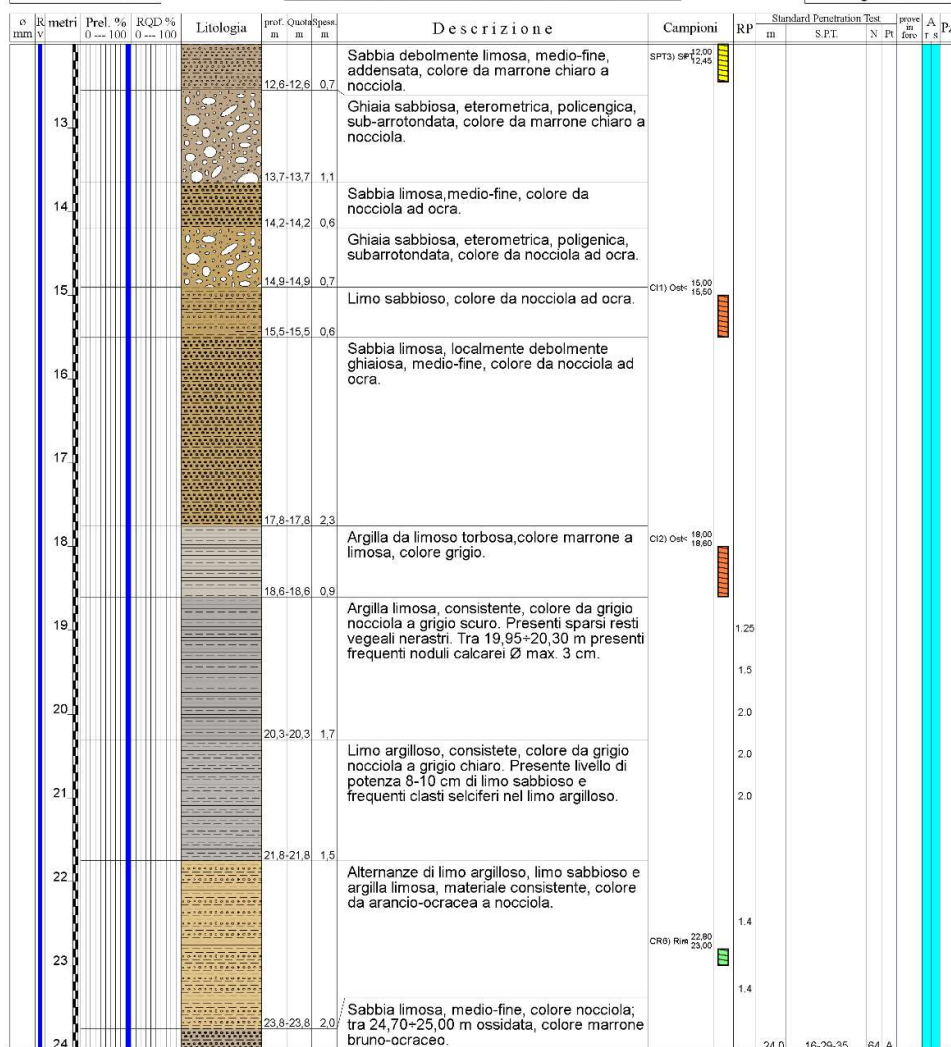 ø R metri Prel. % RQD % Litologia prof. Quota Spess. Descrizione Campioni RP Standard Penetration Test prove A
mm v 0 --- 100 0 --- 100 m m m m S.P.T. N Pt in foro r s
Sabbia debolmente limosa, medio-fine,
addensata, colore da marrone chiaro a
nocciola.
12,6 -12,6 0,7
SPT3) SPT 12,00
12,45
Ghiaia sabbiosa, eterometrica, policengica,
sub-arrotondata, colore da marrone chiaro a
nocciola.
13
13,7 -13,7 1,1
Sabbia limosa,medio-fine, colore da
nocciola ad ocra.
14
14,2 -14,2 0,6
Ghiaia sabbiosa, eterometrica, poligenica,
subarrotondata, colore da nocciola ad ocra.
14,9 -14,9 0,7
CI1) Ost< 15,00
15,50
15
Limo sabbioso, colore da nocciola ad ocra.
15,5 -15,5 0,6
Sabbia limosa, localmente debolmente
ghiaiosa, medio-fine, colore da nocciola ad
ocra.
16
17
17,8 -17,8 2,3
Argilla da limoso torbosa,colore marrone a
limosa, colore grigio.
18
CI2) Ost< 18,00
18,60
18,6 -18,6 0,9
Argilla limosa, consistente, colore da grigio
nocciola a grigio scuro. Presenti sparsi resti
vegeali nerastri. Tra 19,95÷20,30 m presenti
frequenti noduli calcarei Ø max. 3 cm.
19
1.25
1.5
20
2.0
20,3 -20,3 1,7
Limo argilloso, consistete, colore da grigio
nocciola a grigio chiaro. Presente livello di
potenza 8-10 cm di limo sabbioso e
frequenti clasti selciferi nel limo argilloso.
2.0
21
2.0
21,8 -21,8 1,5
Alternanze di limo argilloso, limo sabbioso e
argilla limosa, materiale consistente, colore
da arancio-ocracea a nocciola.
22
1.4
CR6) Rim 22,80
23,00
23
1.4
23,8 -23,8 2,0
Sabbia limosa, medio-fine, colore nocciola;
tra 24,70÷25,00 m ossidata, colore marrone
bruno-ocraceo.
24
24.0 16-29-35 64 A